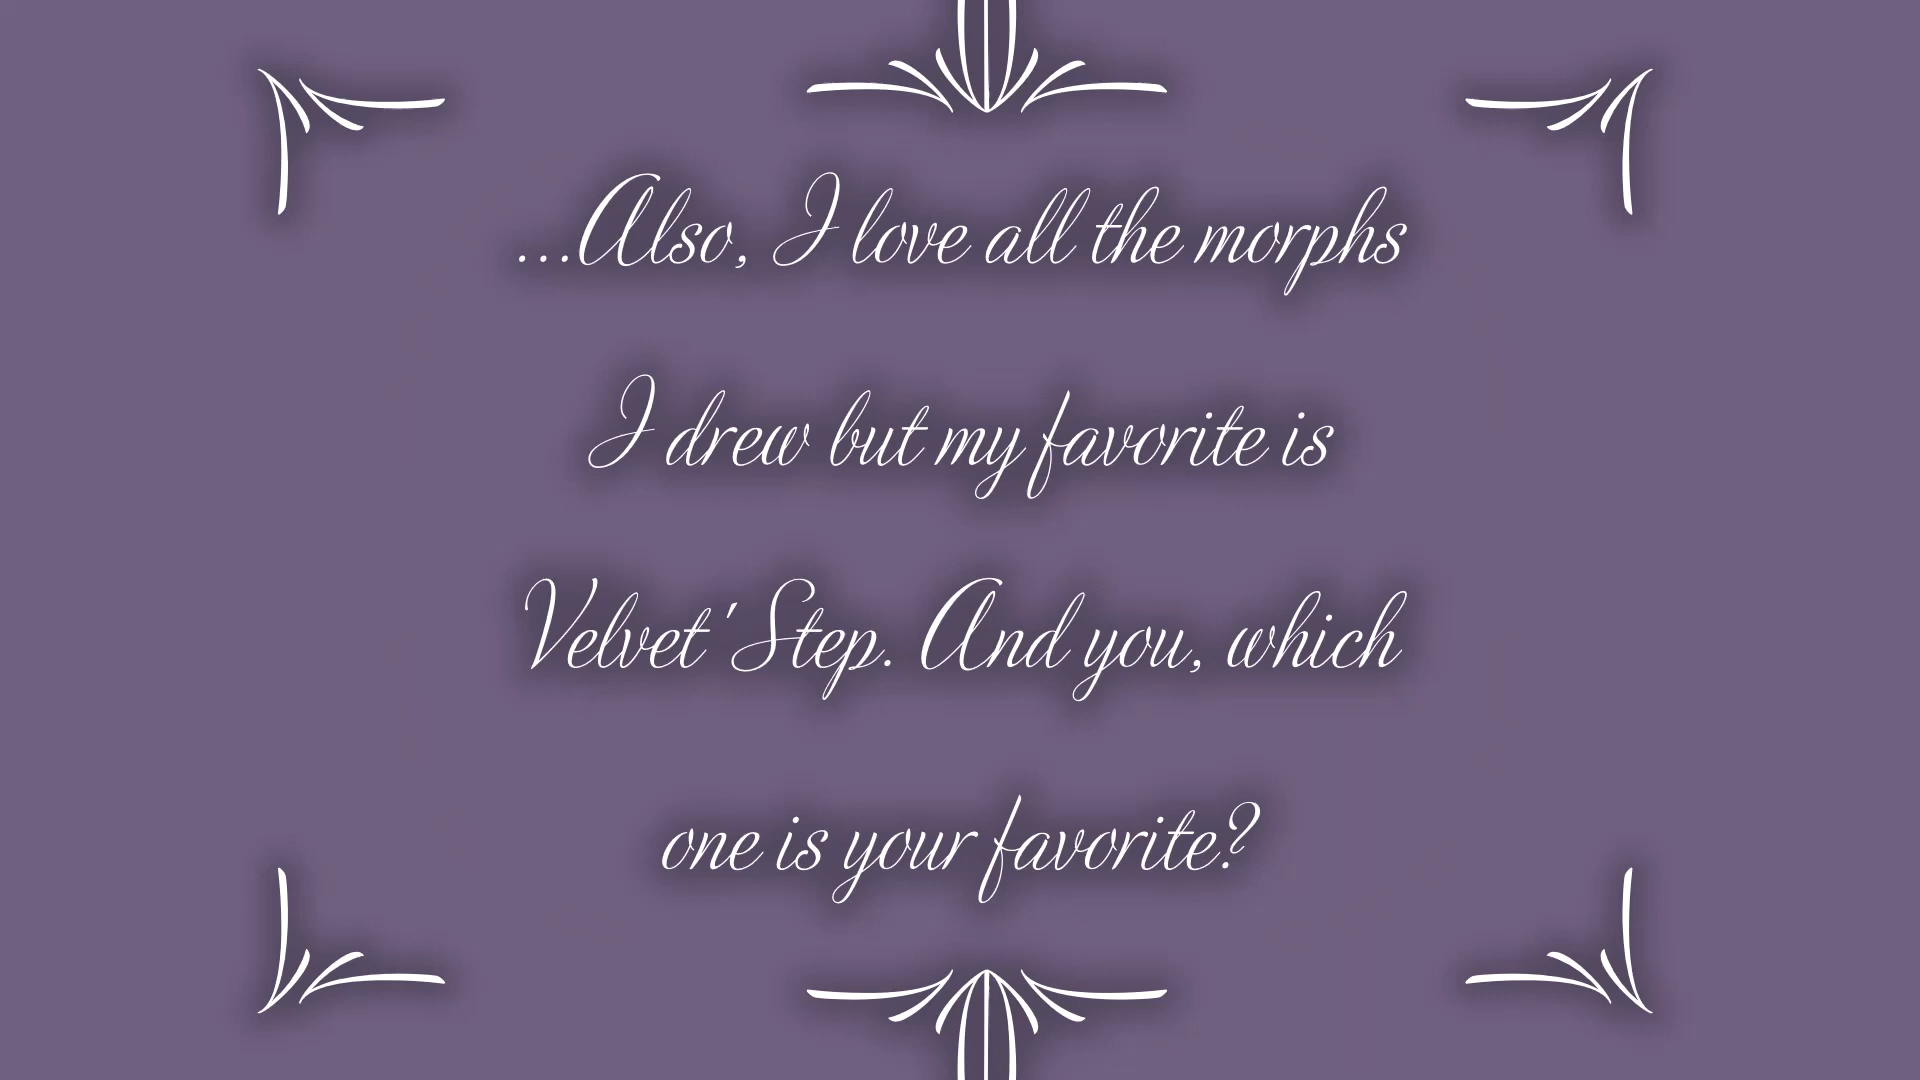 ...Also, I love all the morphs
I drew but my favorite is
Velvet' Step. And you, which
one is your favorite?